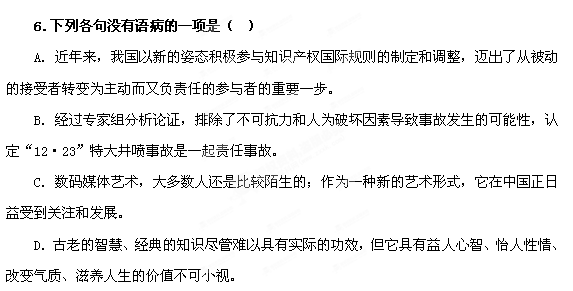 6.下列各句没有语病的一项是（  ）
A. 近年来，我国以新的姿态积极参与知识产权国际规则的制定和调整，迈出了从被动
的接受者转变为主动而又负责任的参与者的重要一步。
B. 经过专家组分析论证，排除了不可抗力和人为破坏因素导致事故发生的可能性，认
定“12·23”特大井喷事故是一起责任事故。
C. 数码媒体艺术，大多数人还是比较陌生的；作为一种新的艺术形式，它在中国正日
益受到关注和发展。
D. 古老的智慧、经典的知识尽管难以具有实际的功效，但它具有益人心智、怡人性情、
改变气质、滋养人生的价值不可小视。